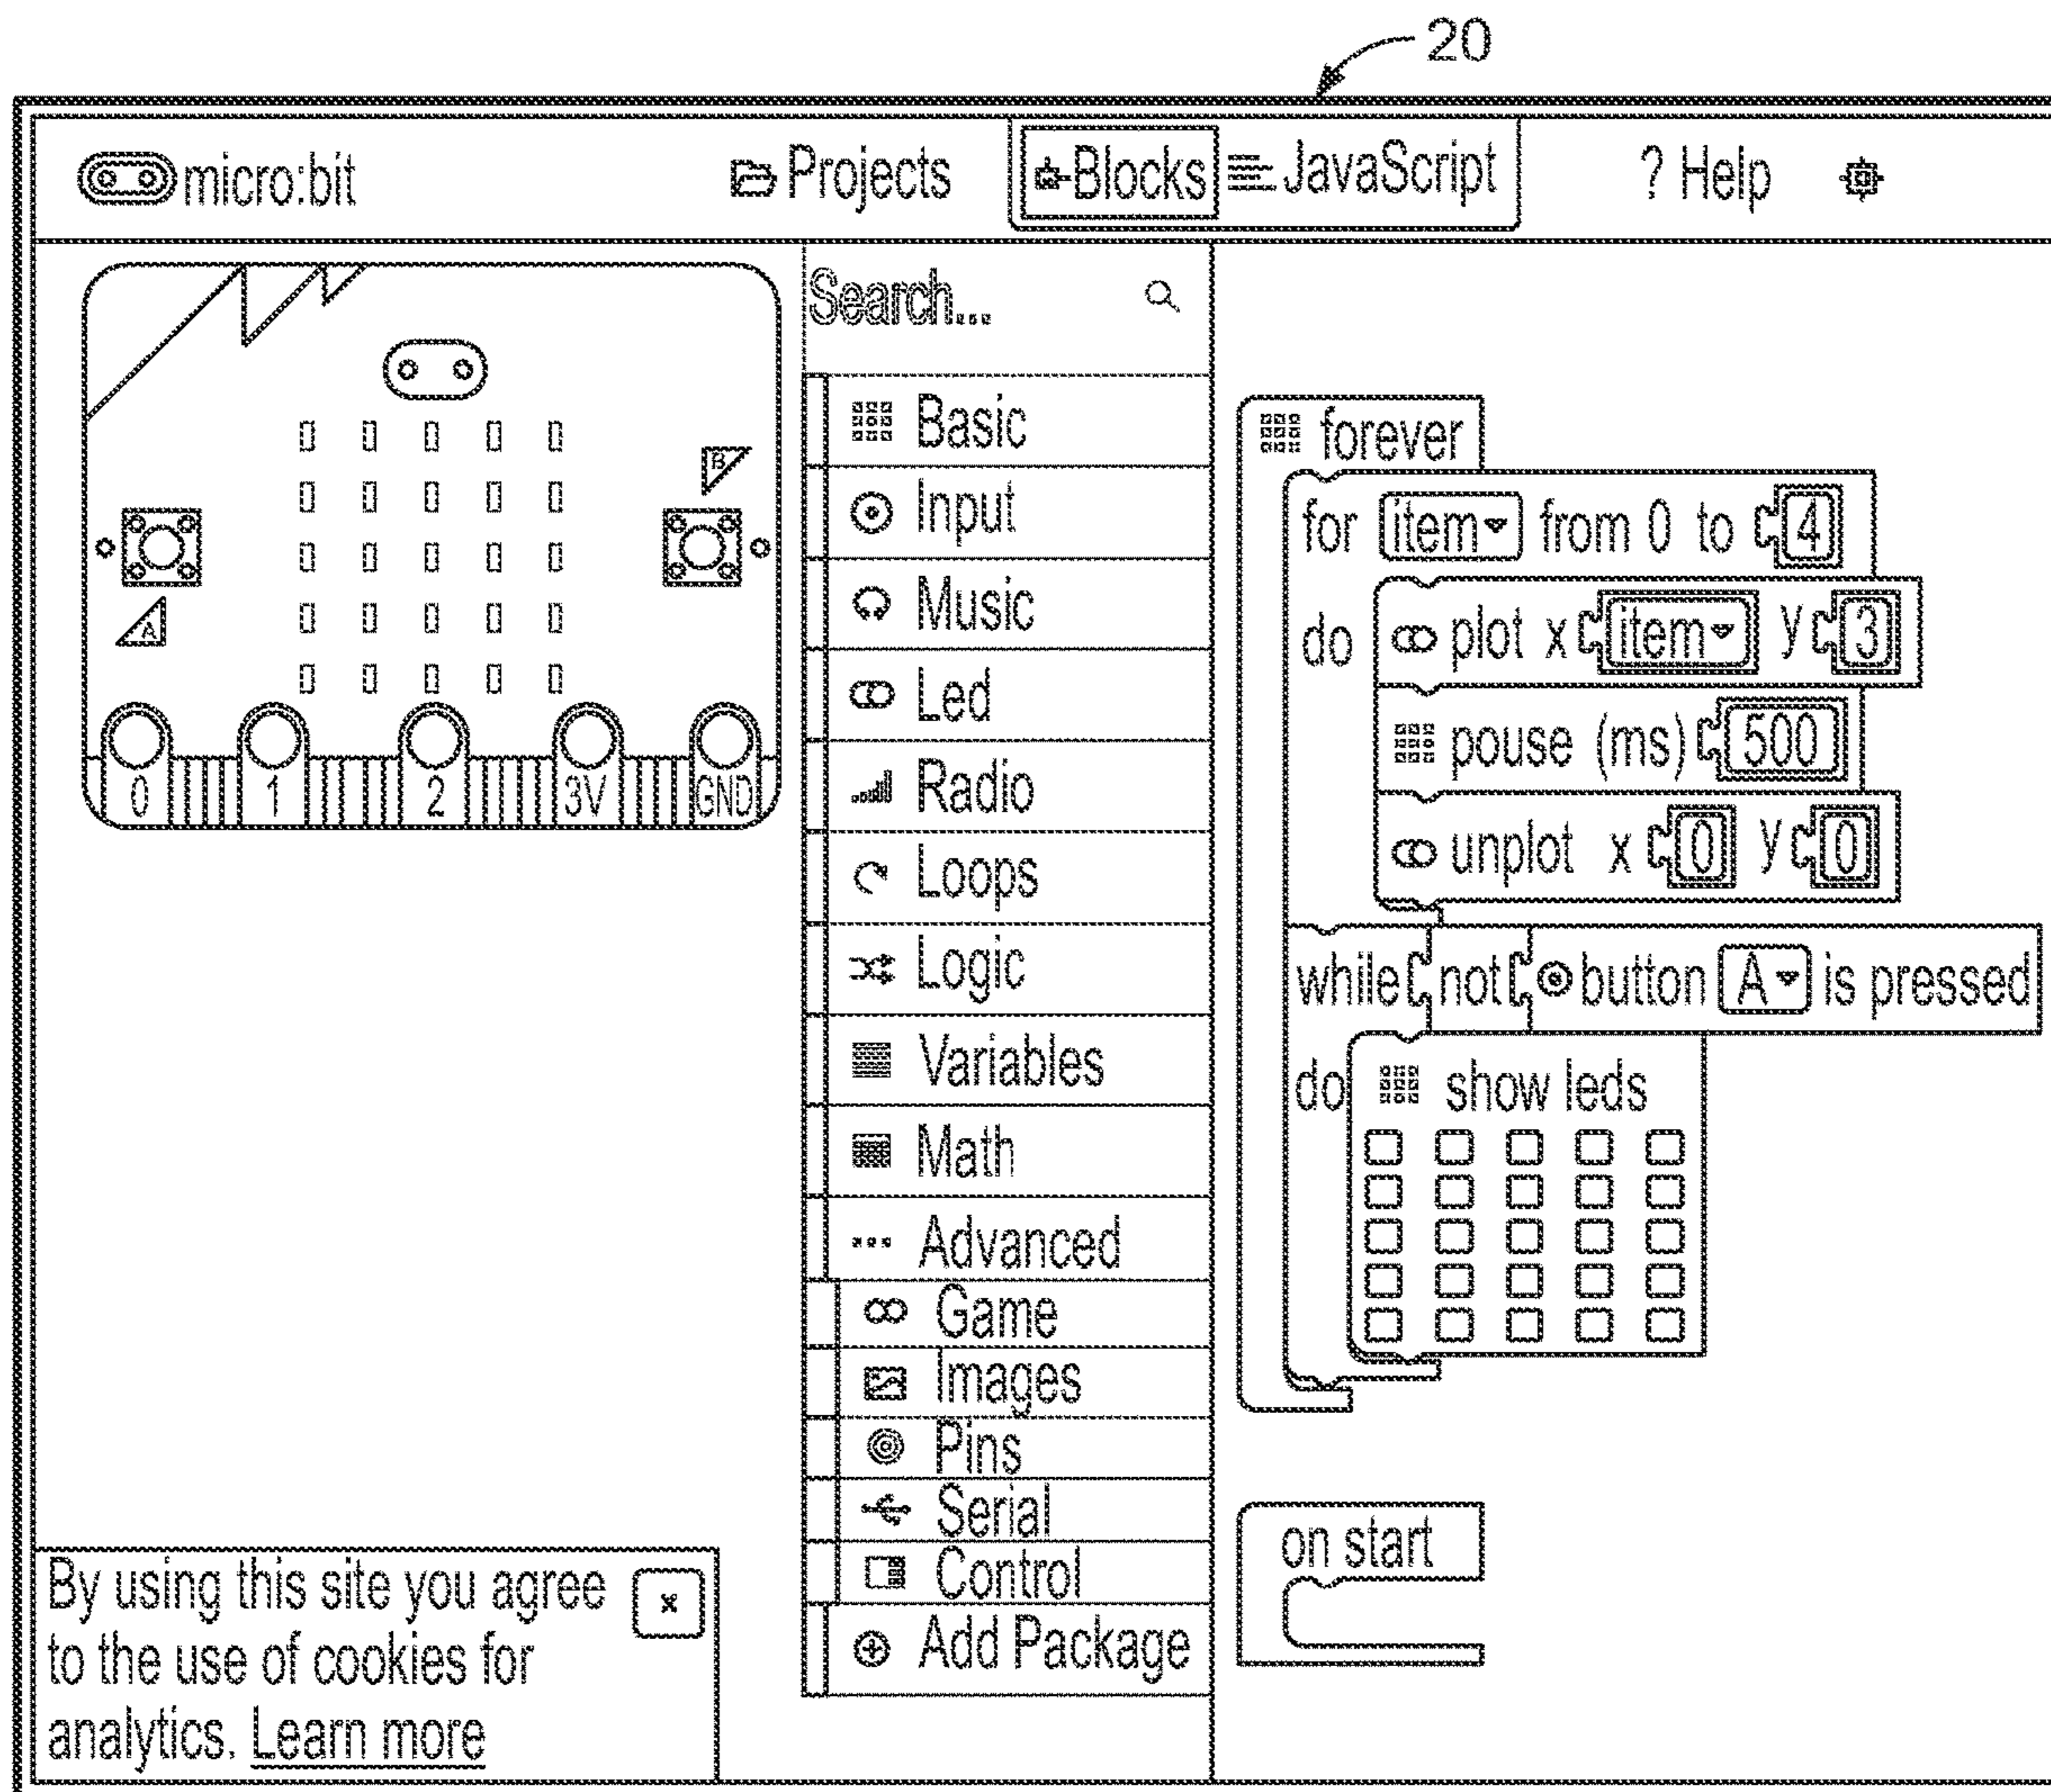 20
micro:bit Projects Blocks JavaScript ? Help
B
A
0 1 2 3V GND
Search...
Basic
Input
Music
Led
Radio
Loops
Logic
Variables
Math
Advanced
Game
Images
Pins
Serial
Control
Add Package
forever
for item from 0 to 4
do plot x item y 3
pouse (ms) 500
unplot x 0 y 0
while not button A is pressed
do show leds
on start
By using this site you agree x
to the use of cookies for
analytics. Learn more